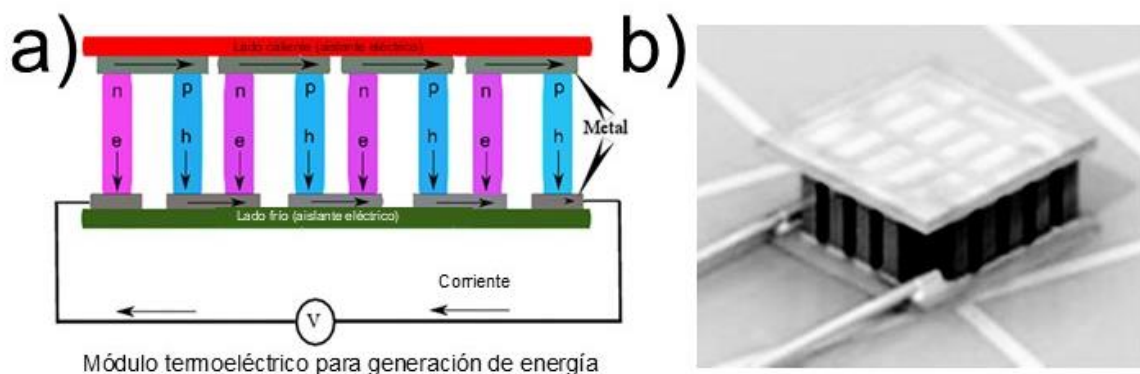 a)
b)
Lado caliente (aislante eléctrico)
n p n p n p n p
e h e h e h e h
Metal
Lado frío (aislante eléctrico)
Corriente
V
Módulo termoeléctrico para generación de energía